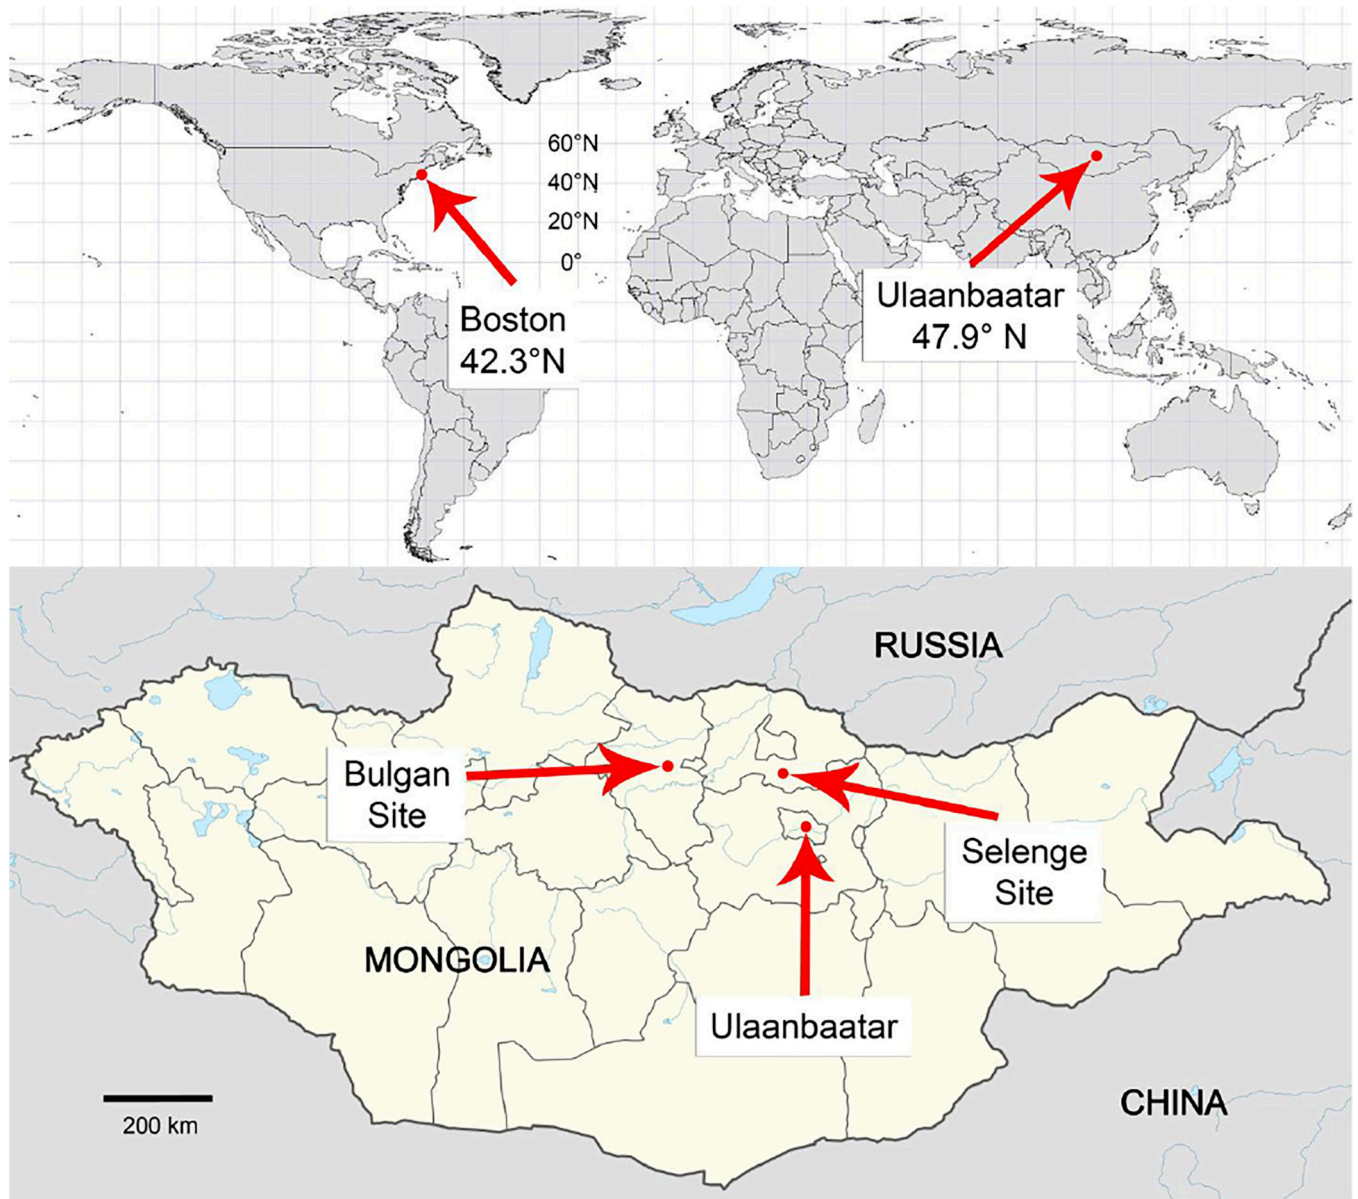 60°N
40°N
20°N
0°
Boston
42.3°N
Ulaanbaatar
47.9° N
RUSSIA
Bulgan
Site
Selenge
Site
MONGOLIA
Ulaanbaatar
CHINA
200 km